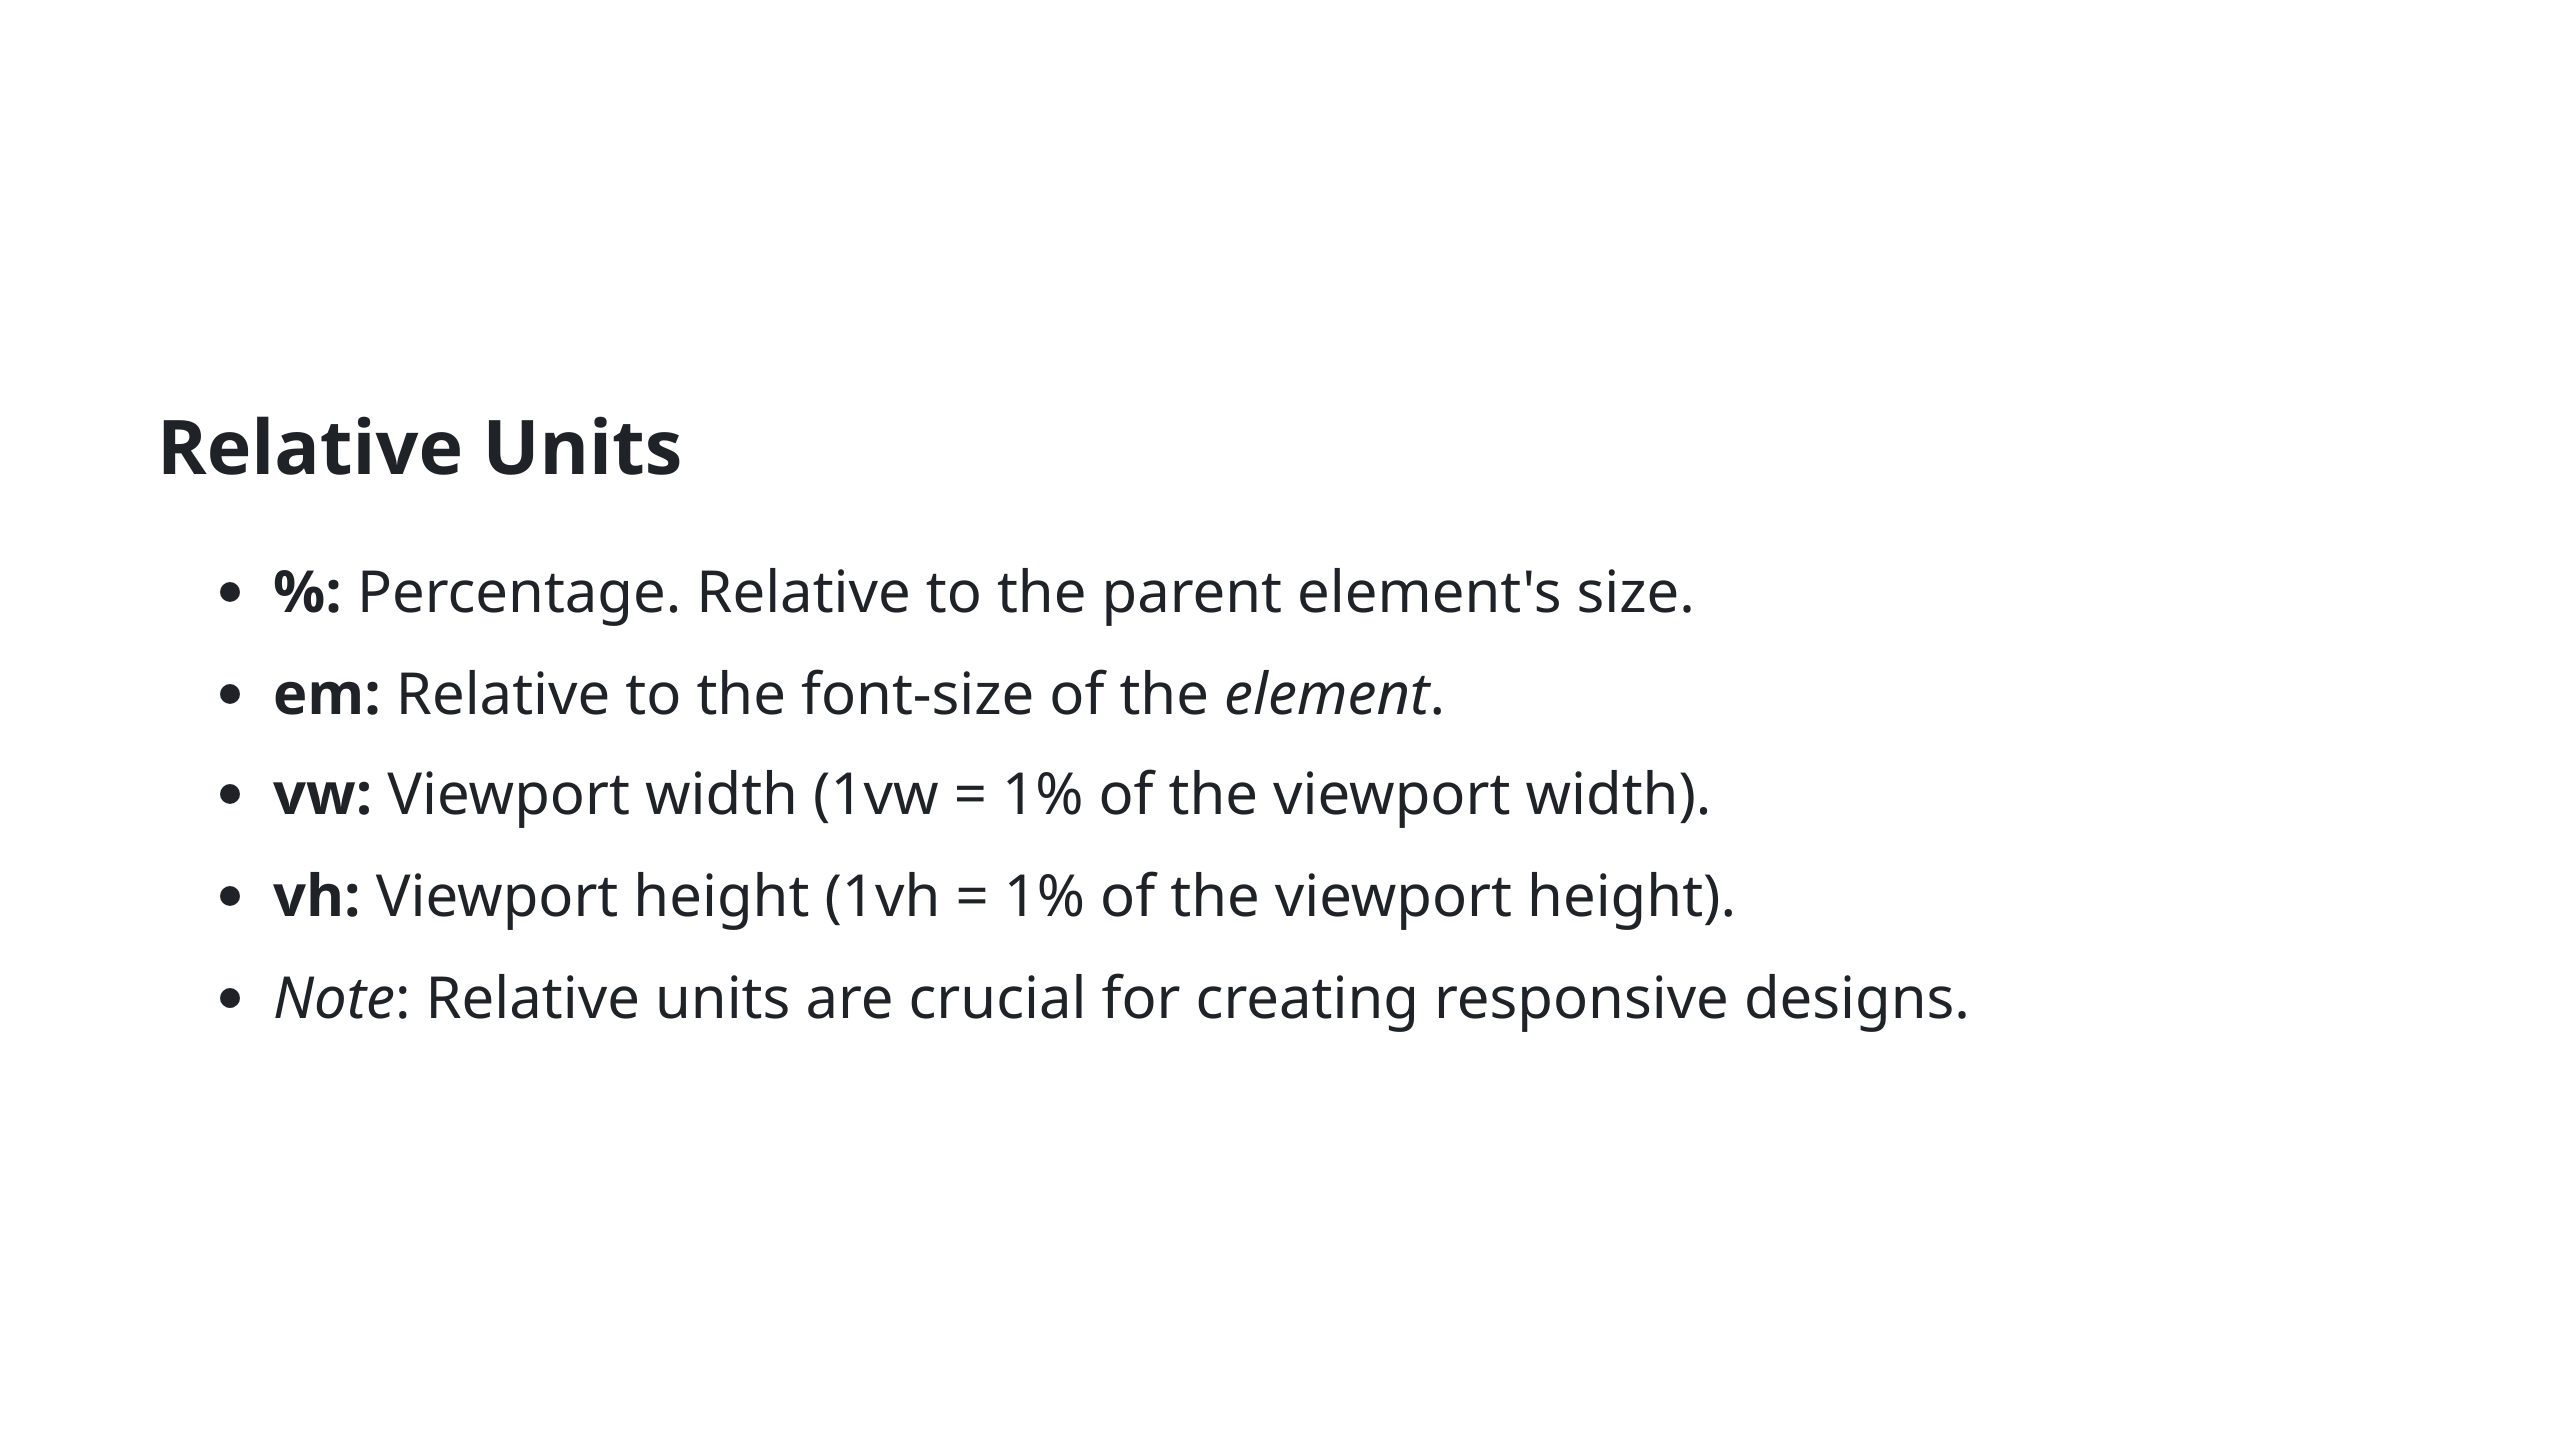 Relative Units
• %: Percentage. Relative to the parent element's size.
• em: Relative to the font-size of the element.
• vw: Viewport width (1vw = 1% of the viewport width).
• vh: Viewport height (1vh = 1% of the viewport height).
• Note: Relative units are crucial for creating responsive designs.